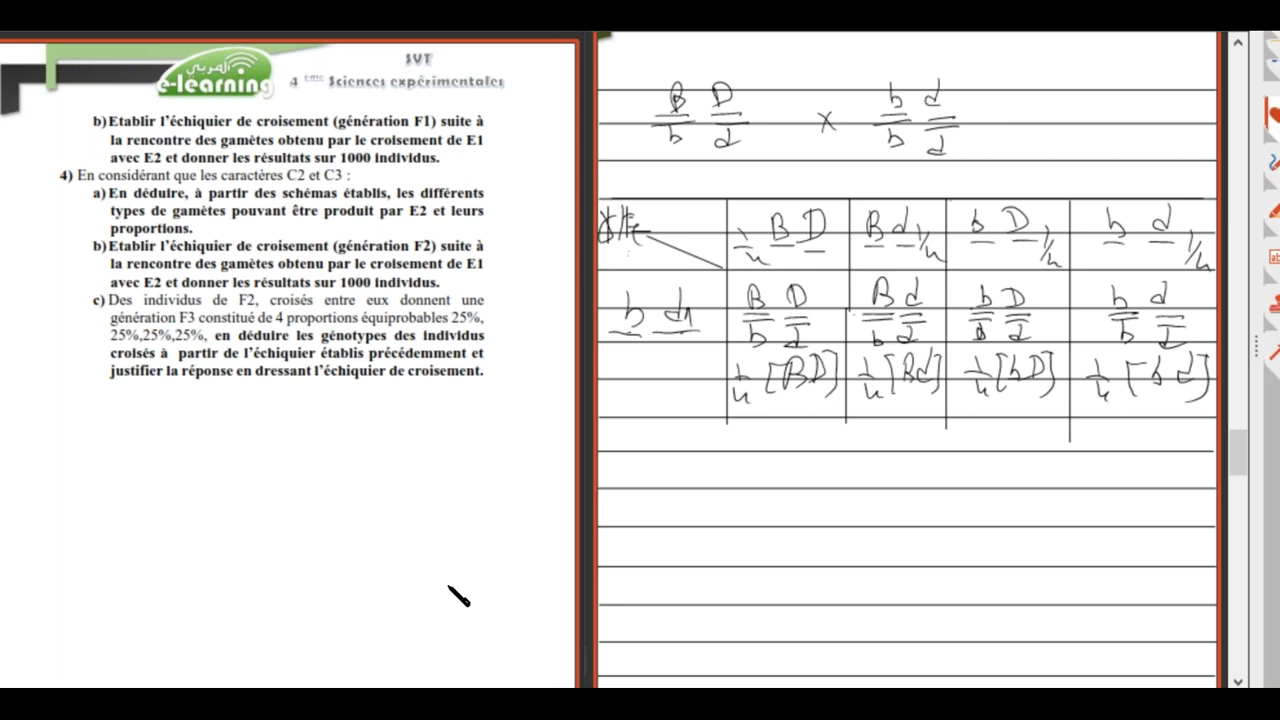 SVT
العربي
e-learning
4 ème Sciences expérimentales
b) Etablir l'échiquier de croisement (génération F1) suite à
la rencontre des gamètes obtenu par le croisement de E1
avec E2 et donner les résultats sur 1000 individus.
4) En considérant que les caractères C2 et C3 :
a) En déduire, à partir des schémas établis, les différents
types de gamètes pouvant être produit par E2 et leurs
proportions.
b) Etablir l'échiquier de croisement (génération F2) suite à
la rencontre des gamètes obtenu par le croisement de E1
avec E2 et donner les résultats sur 1000 individus.
c) Des individus de F2, croisés entre eux donnent une
génération F3 constitué de 4 proportions équiprobables 25%,
25%,25%,25%, en déduire les génotypes des individus
croisés à partir de l'échiquier établis précédemment et
justifier la réponse en dressant l'échiquier de croisement.
B D b d
x
b d b d
1/4 B D B d 1/4 b D 1/4 b d 1/4
b d 1
B D B d b D b d
b d b d b d b d
1/4 [BD] 1/4 [Bd] 1/4 [bD] 1/4 [bd]